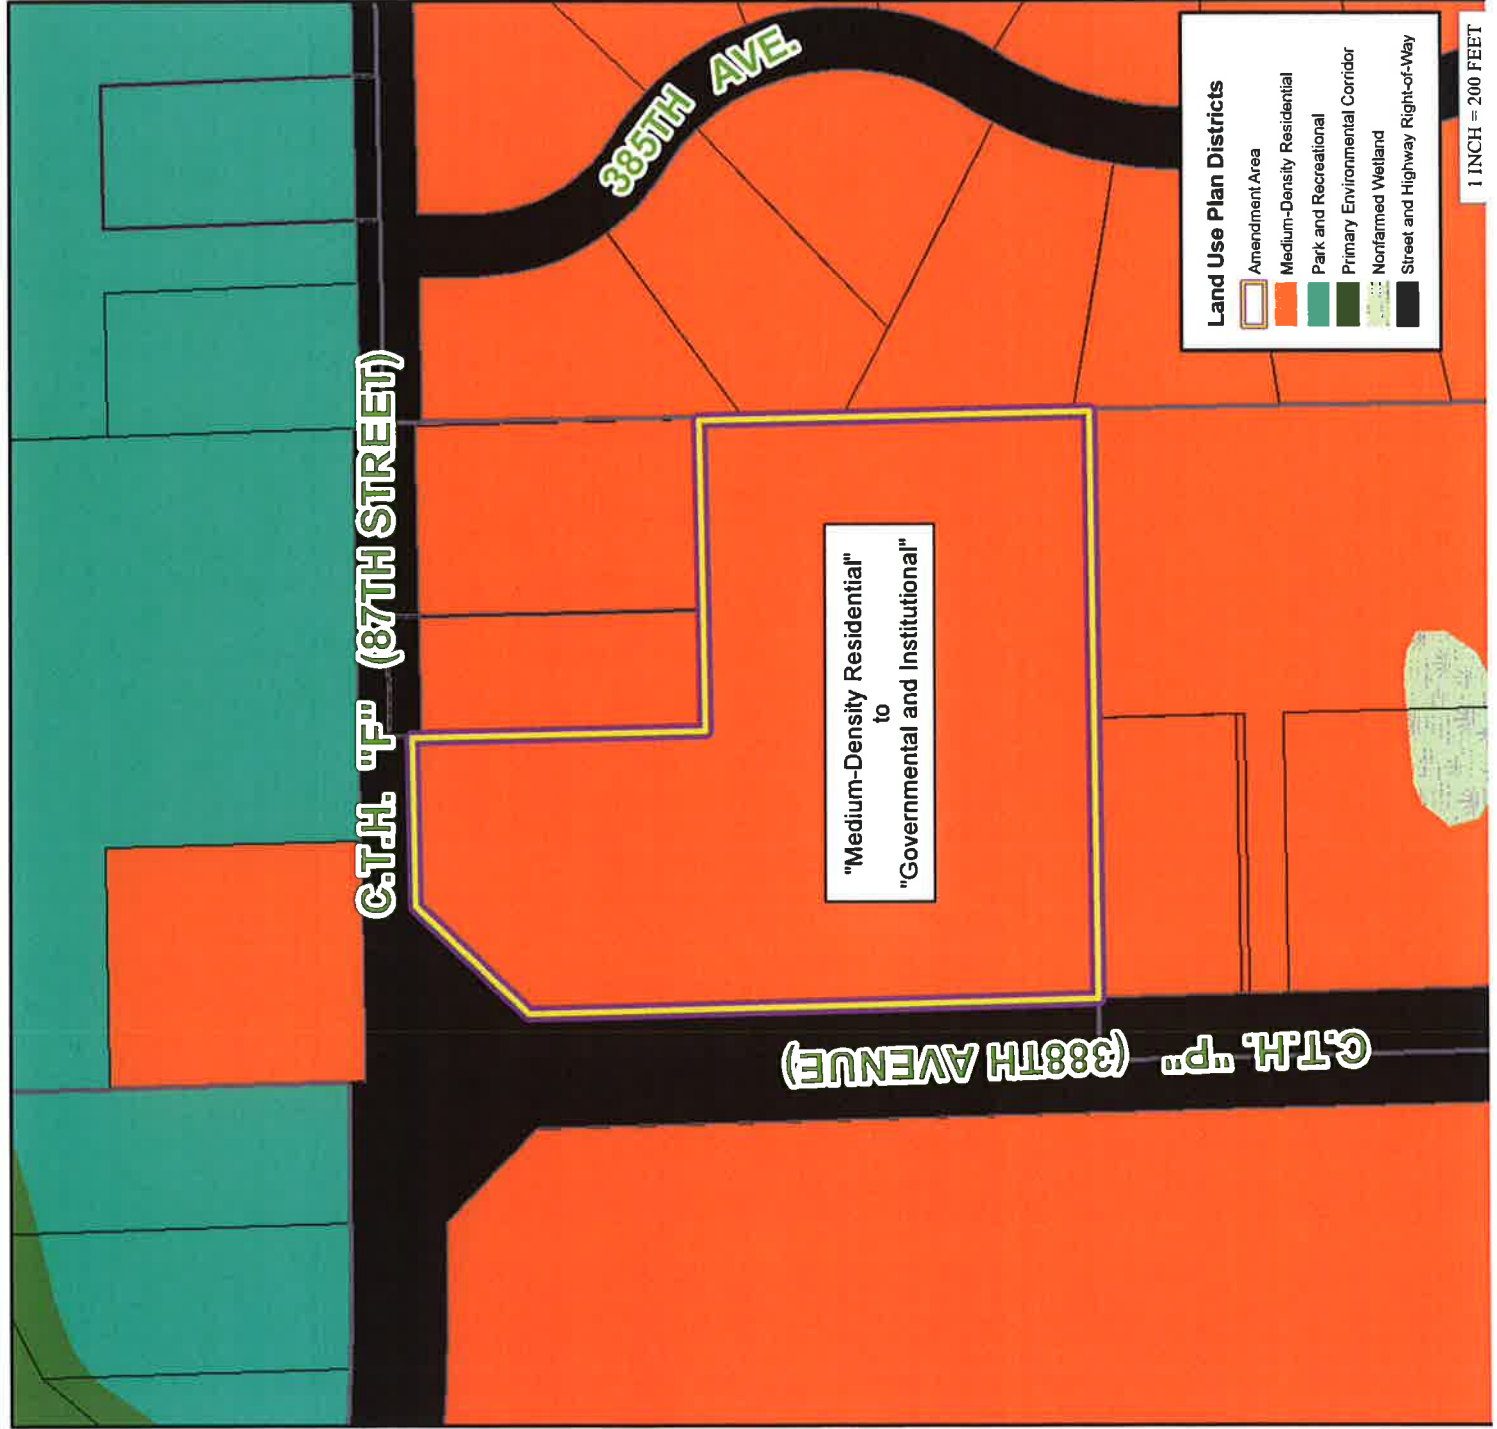 C.T.H. "F" (87TH STREET)
385TH AVE.
C.T.H. "P" (388TH AVENUE)
"Medium-Density Residential"
to
"Governmental and Institutional"
Land Use Plan Districts
Amendment Area
Medium-Density Residential
Park and Recreational
Primary Environmental Corridor
Nonfarmed Wetland
Street and Highway Right-of-Way
1 INCH = 200 FEET